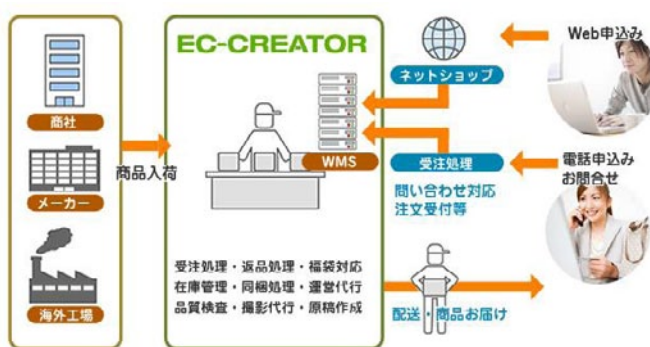 EC-CREATOR
Web申込み
ネットショップ
商社
WMS
受注処理
電話申込み
お問合せ
商品入荷
メーカー
問い合わせ対応
注文受付等
受注処理・返品処理・福袋対応
在庫管理・同梱処理・運営代行
品質検査・撮影代行・原稿作成
海外工場
配送・商品お届け